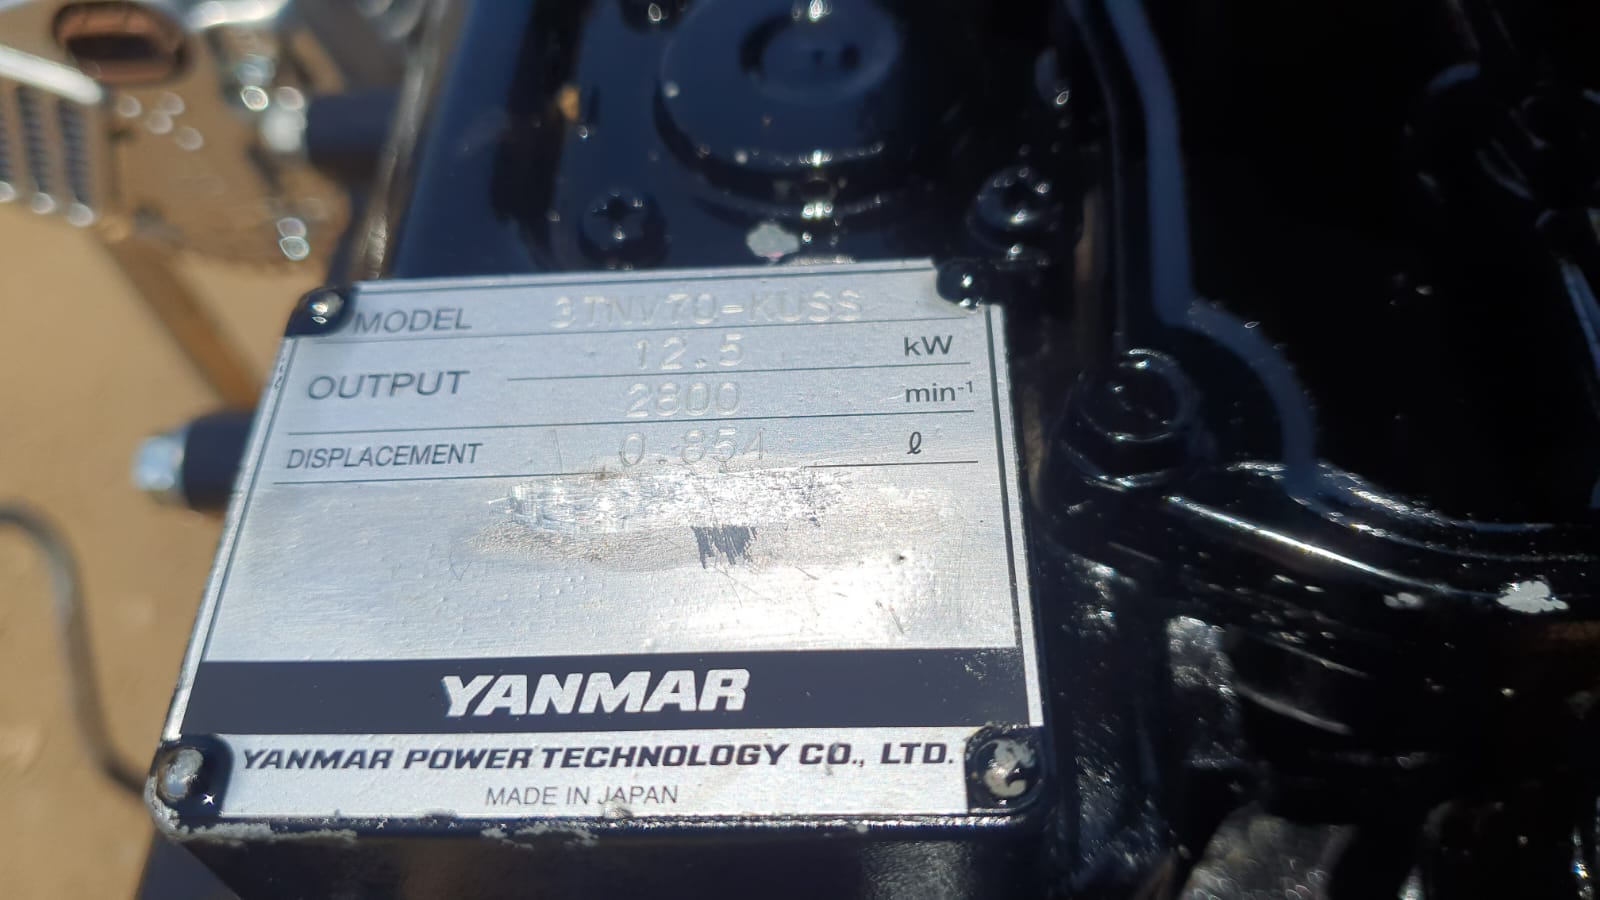 MODEL 3TNV70-KUSS
OUTPUT 12.5 kW
2600 min⁻¹
DISPLACEMENT 0.854 ℓ
YANMAR
YANMAR POWER TECHNOLOGY CO., LTD.
MADE IN JAPAN